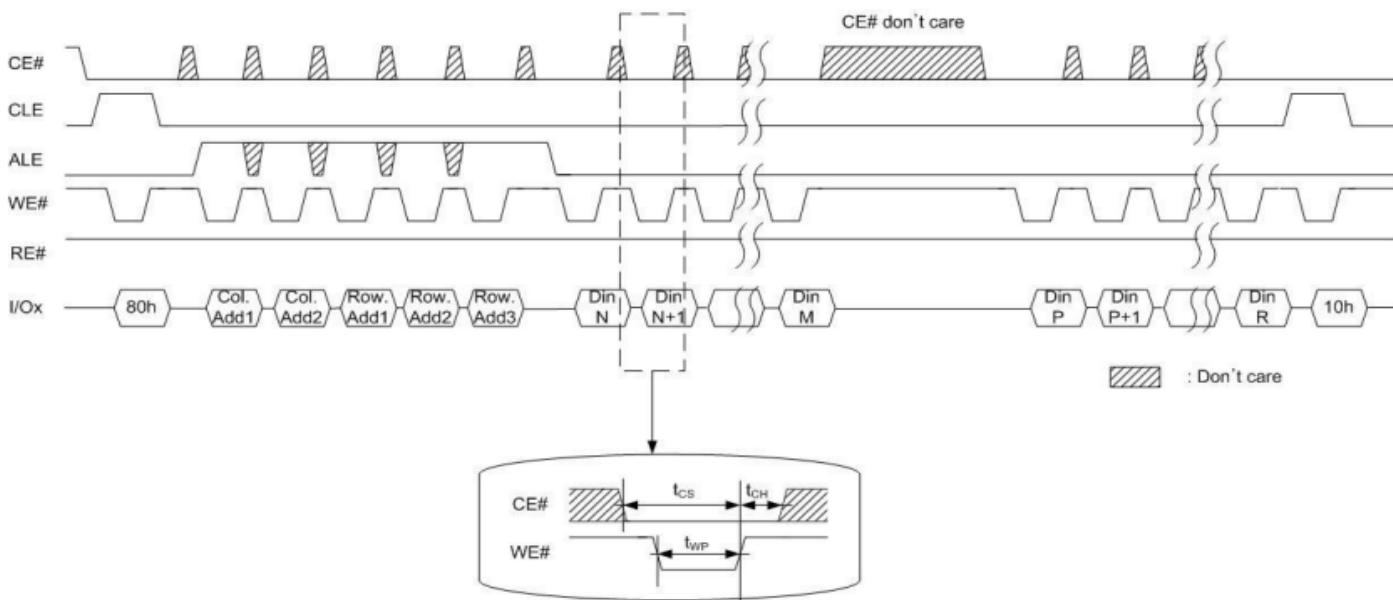 CE# don`t care
CE#
CLE
ALE
WE#
RE#
I/Ox
80h
Col.
Add1
Col.
Add2
Row.
Add1
Row.
Add2
Row.
Add3
Din
N
Din
N+1
Din
M
Din
P
Din
P+1
Din
R
10h
: Don`t care
CE#
tCS
tCH
WE#
tWP